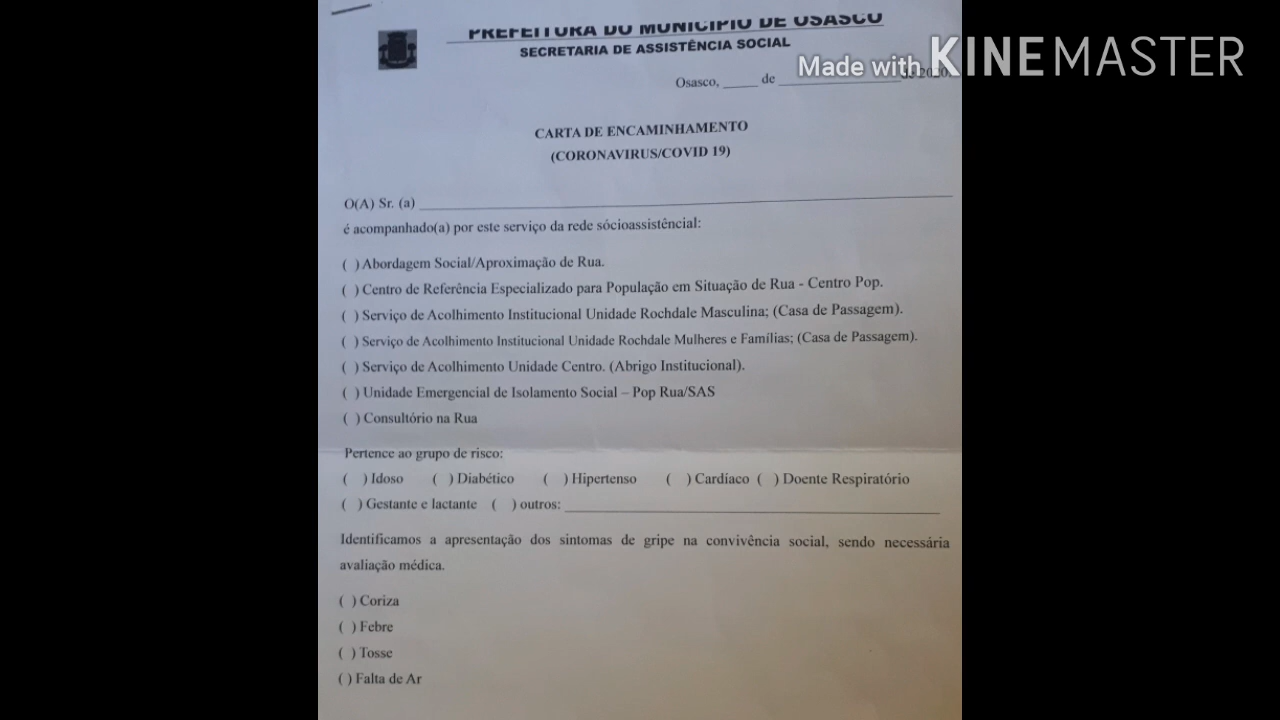 PREFEITURA DO MUNICÍPIO DE OSASCO
SECRETARIA DE ASSISTÊNCIA SOCIAL
Made with KINEMASTER
Osasco, _____ de __________________ de 2020.
CARTA DE ENCAMINHAMENTO
(CORONAVIRUS/COVID 19)
O(A) Sr. (a) ______________________________
é acompanhado(a) por este serviço da rede sócioassistêncial:
( ) Abordagem Social/Aproximação de Rua.
( ) Centro de Referência Especializado para População em Situação de Rua - Centro Pop.
( ) Serviço de Acolhimento Institucional Unidade Rochdale Masculina; (Casa de Passagem).
( ) Serviço de Acolhimento Institucional Unidade Rochdale Mulheres e Famílias; (Casa de Passagem).
( ) Serviço de Acolhimento Unidade Centro. (Abrigo Institucional).
( ) Unidade Emergencial de Isolamento Social – Pop Rua/SAS
( ) Consultório na Rua
Pertence ao grupo de risco:
( ) Idoso ( ) Diabético ( ) Hipertenso ( ) Cardíaco ( ) Doente Respiratório
( ) Gestante e lactante ( ) outros: ______________________________
Identificamos a apresentação dos sintomas de gripe na convivência social, sendo necessária
avaliação médica.
( ) Coriza
( ) Febre
( ) Tosse
( ) Falta de Ar